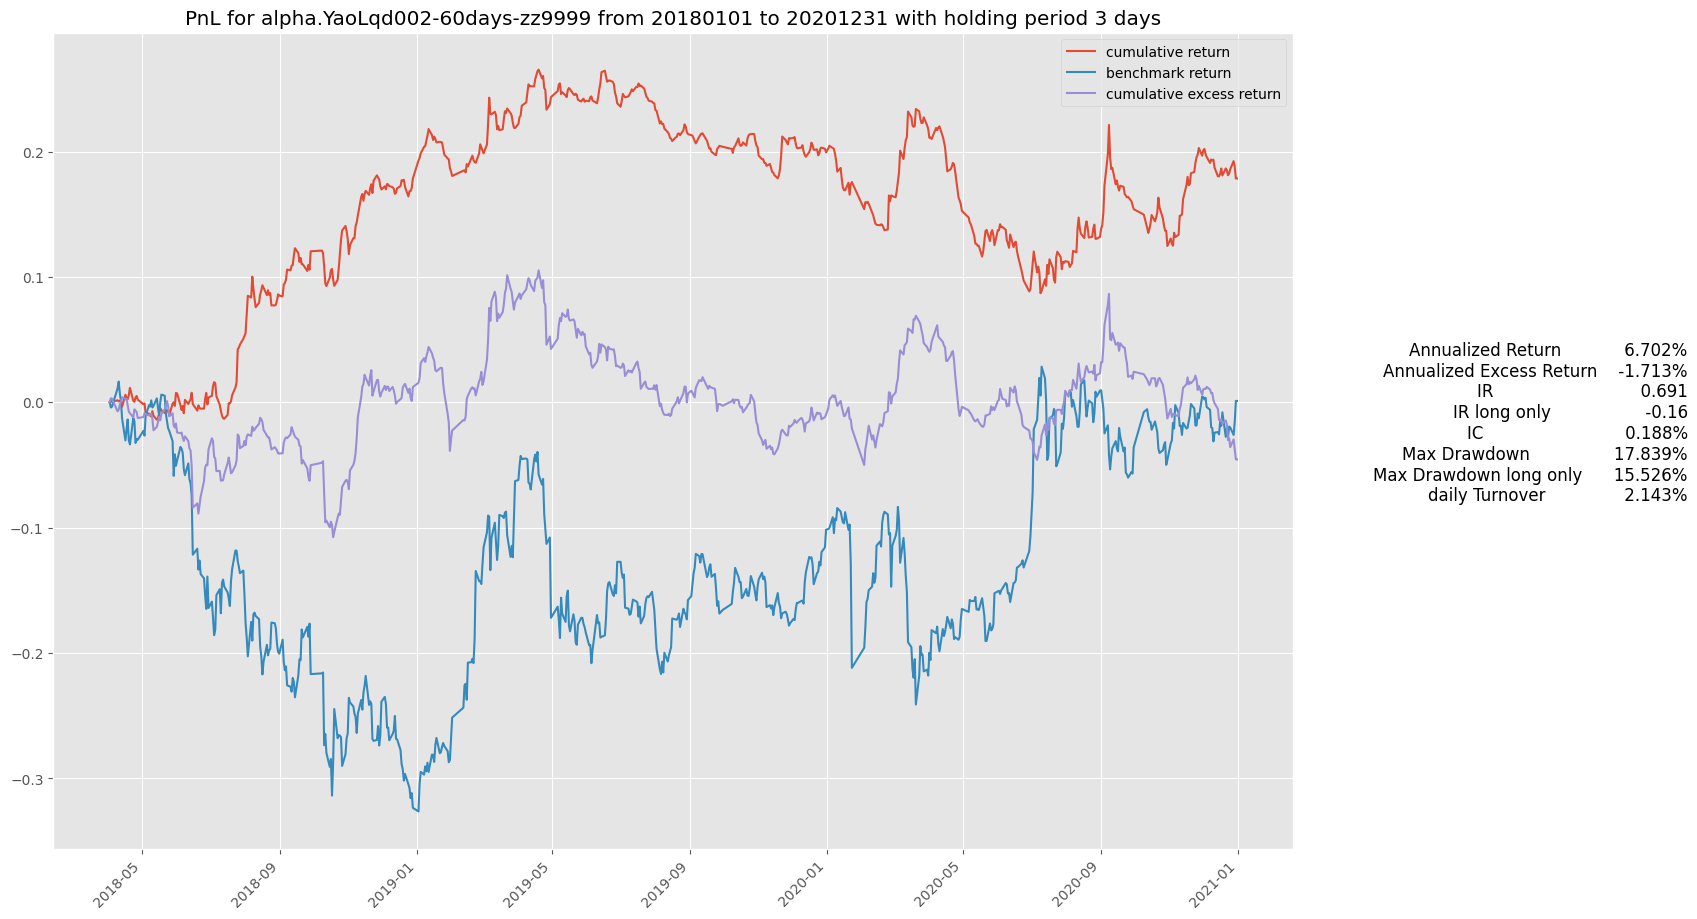 PnL for alpha.YaoLqd002-60days-zz9999 from 20180101 to 20201231 with holding period 3 days
cumulative return
benchmark return
cumulative excess return
0.2
0.1
0.0
−0.1
−0.2
−0.3
2018-05
2018-09
2019-01
2019-05
2019-09
2020-01
2020-05
2020-09
2021-01
Annualized Return 6.702%
Annualized Excess Return -1.713%
IR 0.691
IR long only -0.16
IC 0.188%
Max Drawdown 17.839%
Max Drawdown long only 15.526%
daily Turnover 2.143%